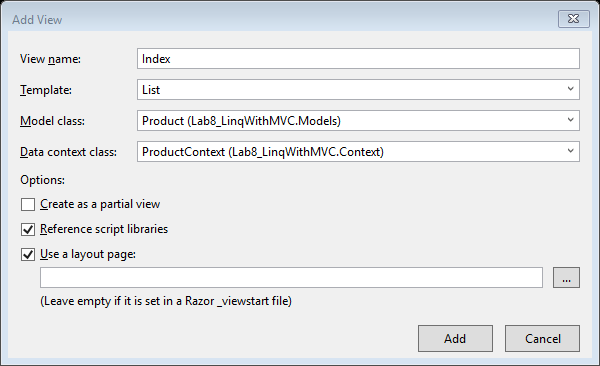 Add View
View name: Index
Template: List
Model class: Product (Lab8_LinqWithMVC.Models)
Data context class: ProductContext (Lab8_LinqWithMVC.Context)
Options:
Create as a partial view
Reference script libraries
Use a layout page:
...
(Leave empty if it is set in a Razor _viewstart file)
Add Cancel